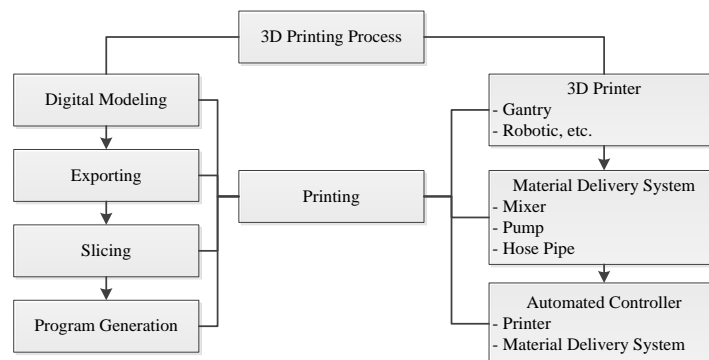 3D Printing Process
Digital Modeling
Exporting
Slicing
Program Generation
Printing
3D Printer
- Gantry
- Robotic, etc.
Material Delivery System
- Mixer
- Pump
- Hose Pipe
Automated Controller
- Printer
- Material Delivery System